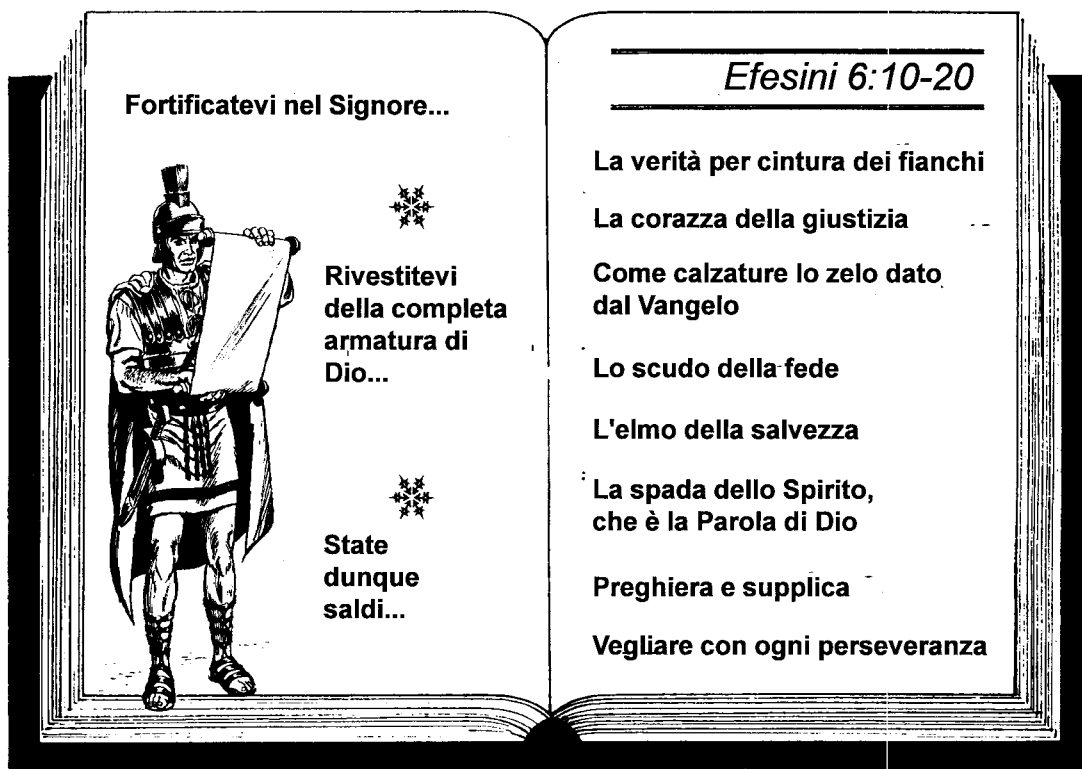 Fortificatevi nel Signore...
Rivestitevi
della completa
armatura di
Dio...
State
dunque
saldi...
Efesini 6:10-20
La verità per cintura dei fianchi
La corazza della giustizia
Come calzature lo zelo dato
dal Vangelo
Lo scudo della fede
L'elmo della salvezza
La spada dello Spirito,
che è la Parola di Dio
Preghiera e supplica
Vegliare con ogni perseveranza